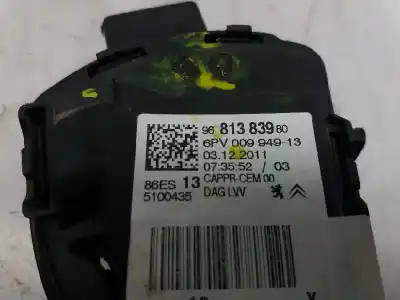 96 813 839 80
6PV 009 949-13
03.12.2011
07:35:52 / 03
86ES 13 CAPPR-CEM 00
5100435 DAG LVV